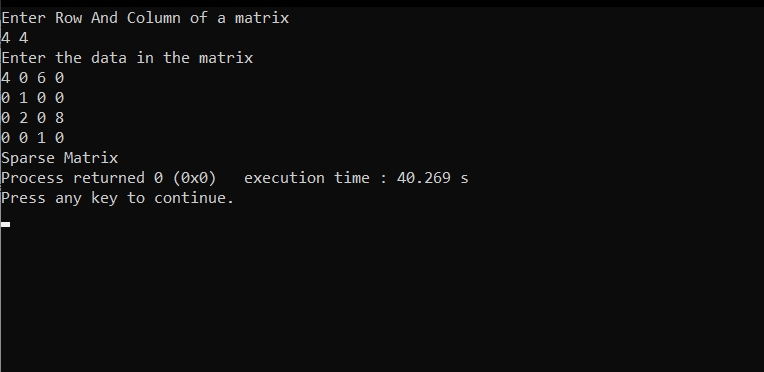 Enter Row And Column of a matrix
4 4
Enter the data in the matrix
4 0 6 0
0 1 0 0
0 2 0 8
0 0 1 0
Sparse Matrix
Process returned 0 (0x0)   execution time : 40.269 s
Press any key to continue.